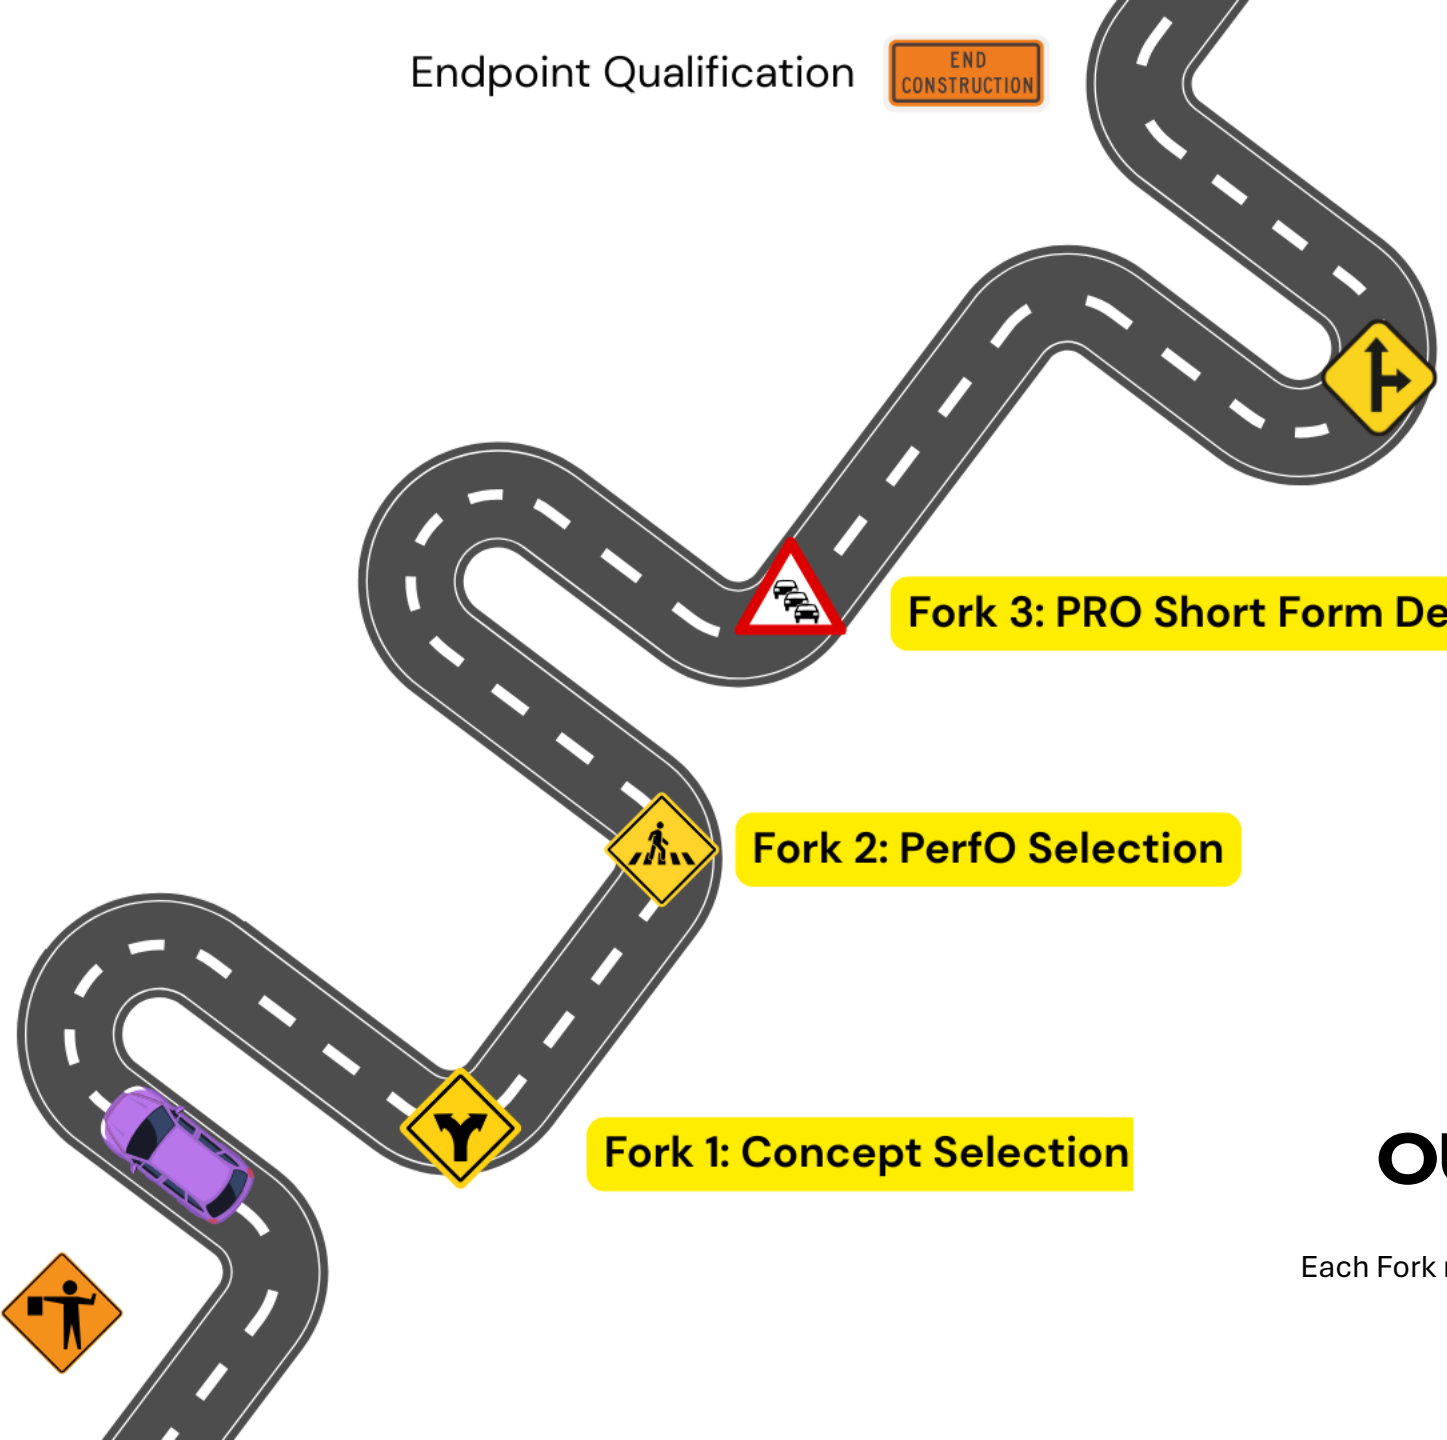 Endpoint Qualification
END
CONSTRUCTION
Fork 3: PRO Short Form De
Fork 2: PerfO Selection
Fork 1: Concept Selection
Each Fork